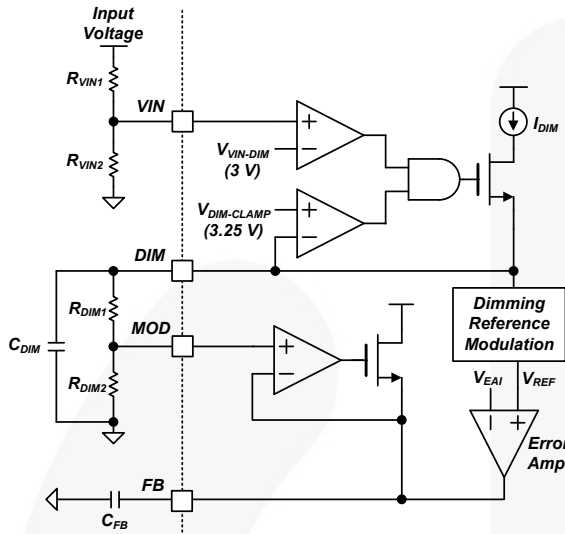 Input
Voltage
RVIN1
VIN
RVIN2
VVIN-DIM
(3 V)
+
−
VDIM-CLAMP
(3.25 V)
+
−
IDIM
DIM
RDIM1
MOD
CDIM
RDIM2
+
−
Dimming
Reference
Modulation
VEAI
VREF
−
+
Error
Amp
FB
CFB